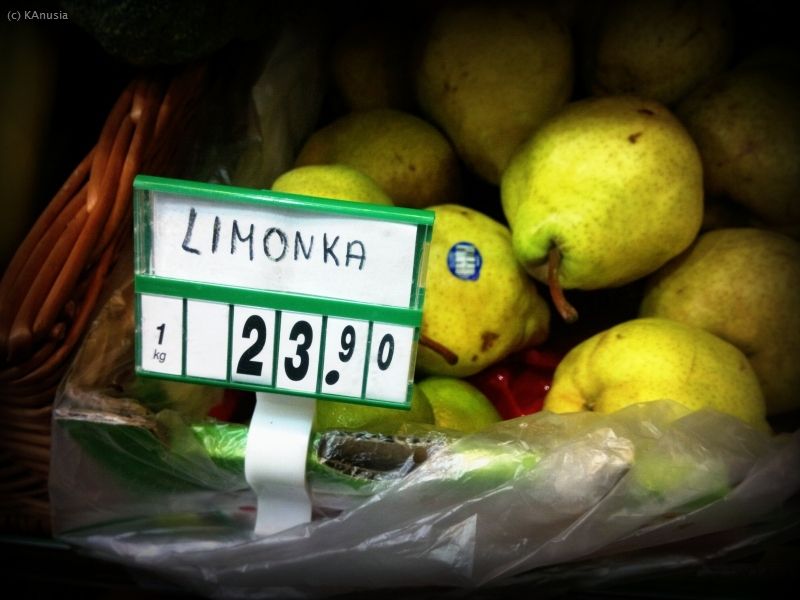 (c) KAnusia
LIMONKA
1 kg 23.90